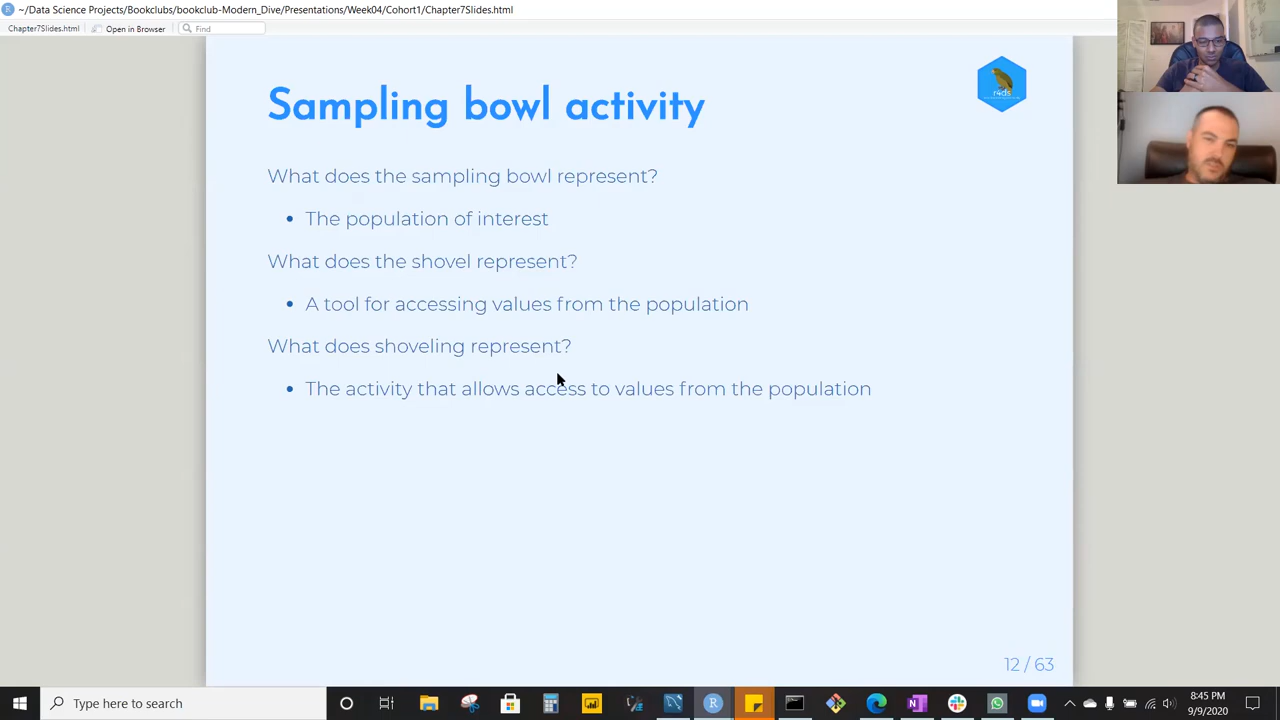 ~/Data Science Projects/Bookclubs/bookclub-Modern_Dive/Presentations/Week04/Cohort1/Chapter7Slides.html
Chapter7Slides.html
Open in Browser
Find
Sampling bowl activity
r4ds
What does the sampling bowl represent?
• The population of interest
What does the shovel represent?
• A tool for accessing values from the population
What does shoveling represent?
• The activity that allows access to values from the population
12 / 63
Type here to search
8:45 PM
9/9/2020